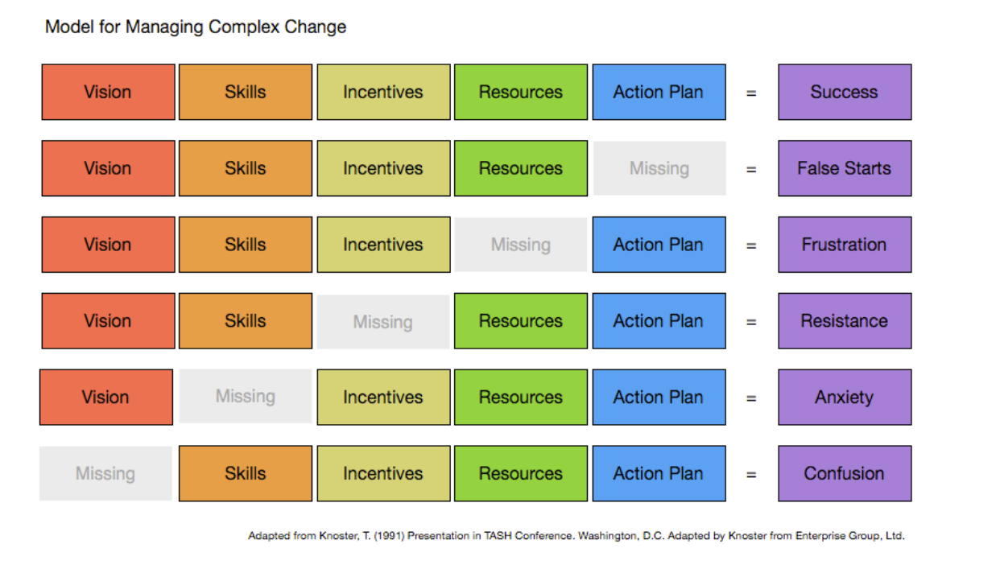 Model for Managing Complex Change
Vision Skills Incentives Resources Action Plan = Success
Vision Skills Incentives Resources Missing = False Starts
Vision Skills Incentives Missing Action Plan = Frustration
Vision Skills Missing Resources Action Plan = Resistance
Vision Missing Incentives Resources Action Plan = Anxiety
Missing Skills Incentives Resources Action Plan = Confusion
Adapted from Knoster, T. (1991) Presentation in TASH Conference. Washington, D.C. Adapted by Knoster from Enterprise Group, Ltd.